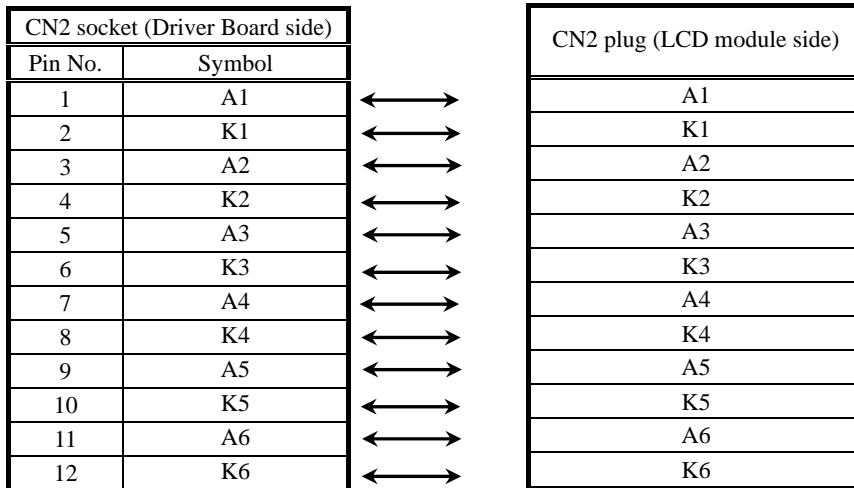 CN2 socket (Driver Board side)
Pin No. Symbol
1 A1
2 K1
3 A2
4 K2
5 A3
6 K3
7 A4
8 K4
9 A5
10 K5
11 A6
12 K6
CN2 plug (LCD module side)
A1
K1
A2
K2
A3
K3
A4
K4
A5
K5
A6
K6